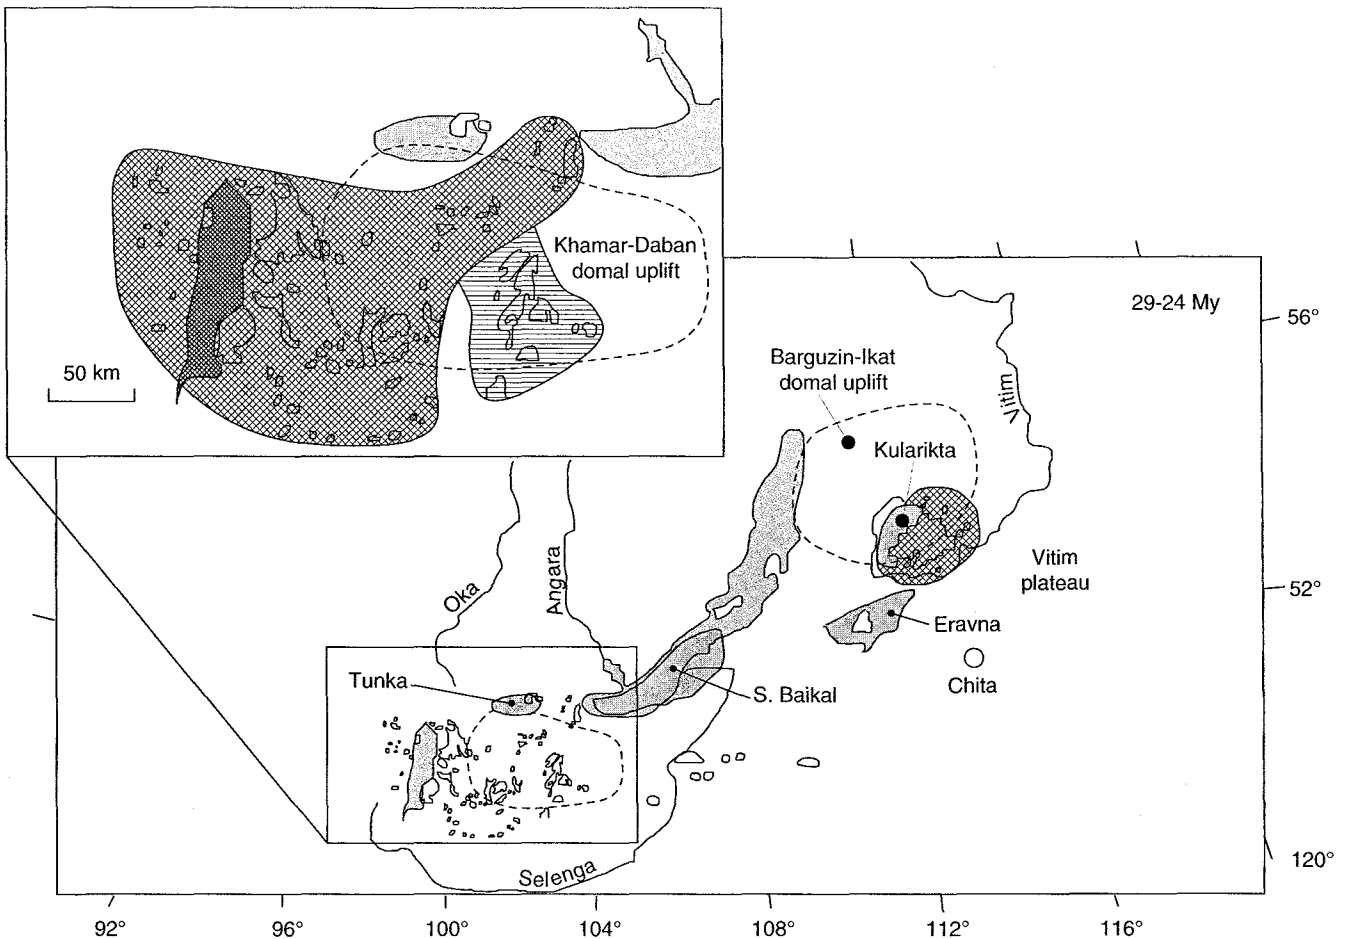 Khamar-Daban
domal uplift
50 km
29-24 My
56°
Barguzin-Ikat
domal uplift
Vitim
Kularikta
Vitim
plateau
52°
Oka
Angara
Eravna
Chita
Tunka
S. Baikal
Selenga
120°
92°
96°
100°
104°
108°
112°
116°